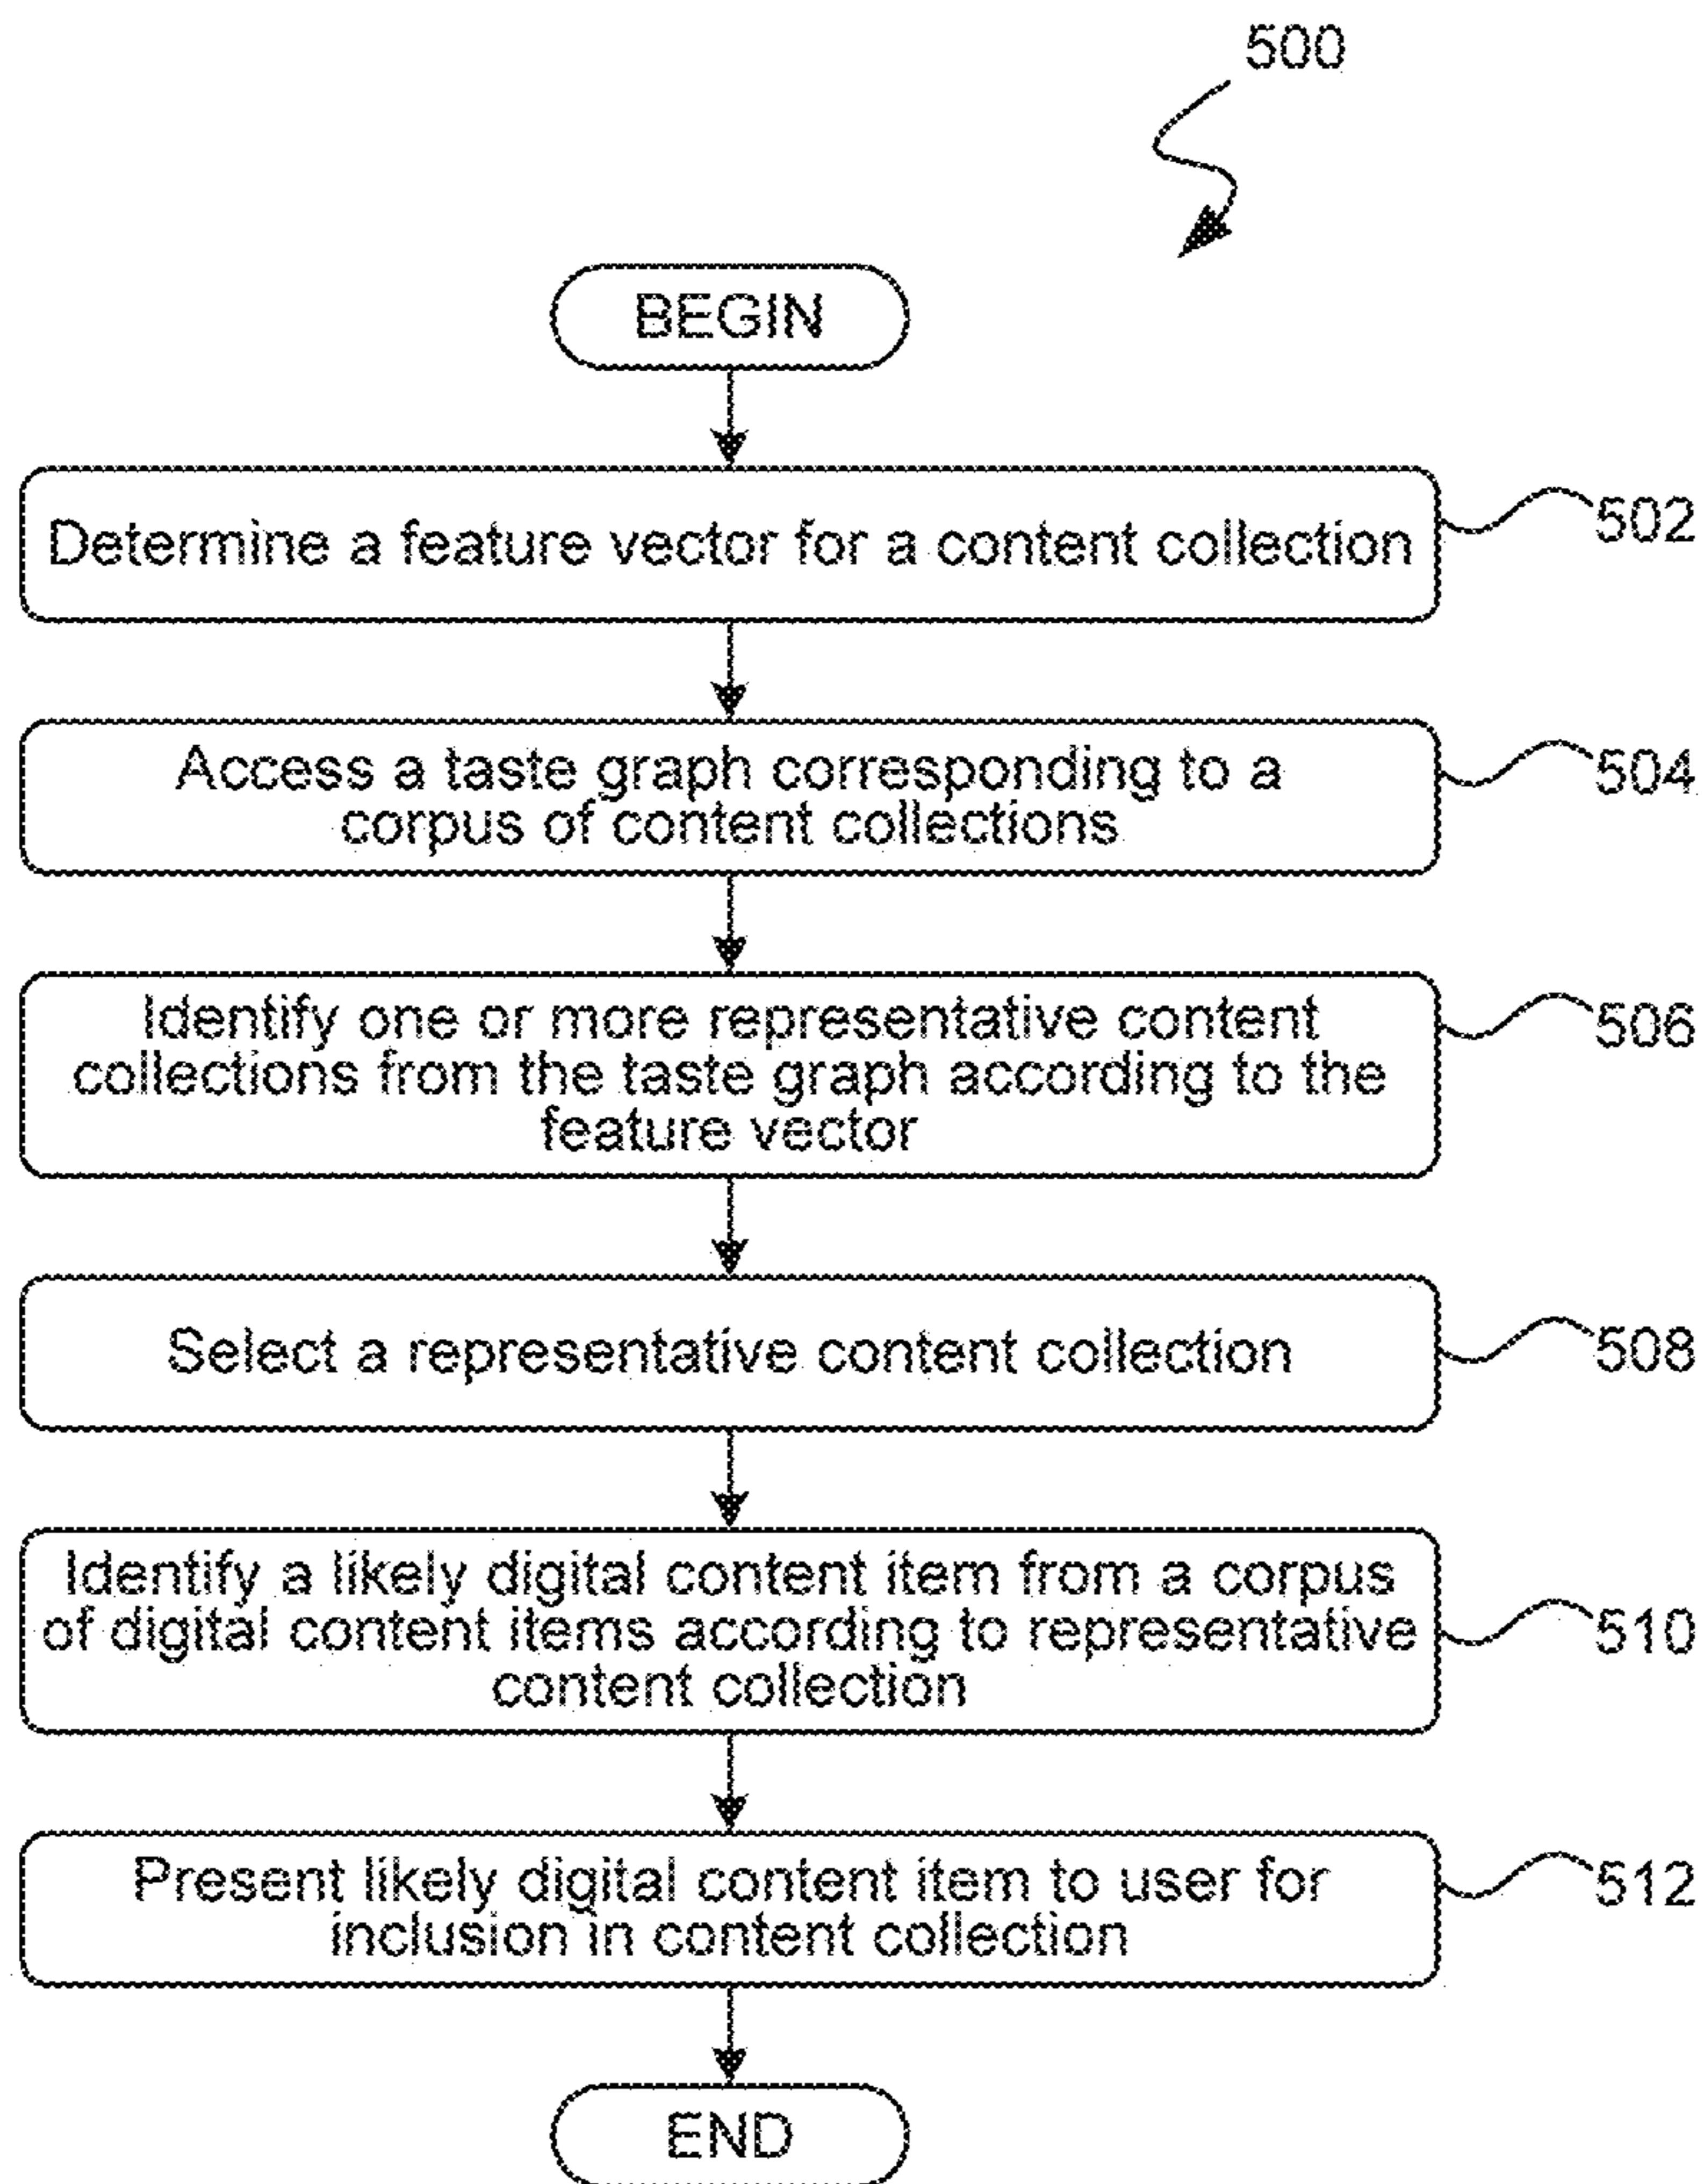 500
BEGIN
Determine a feature vector for a content collection
502
Access a taste graph corresponding to a
corpus of content collections
504
Identify one or more representative content
collections from the taste graph according to the
feature vector
506
Select a representative content collection
508
Identify a likely digital content item from a corpus
of digital content items according to representative
content collection
510
Present likely digital content item to user for
inclusion in content collection
512
END